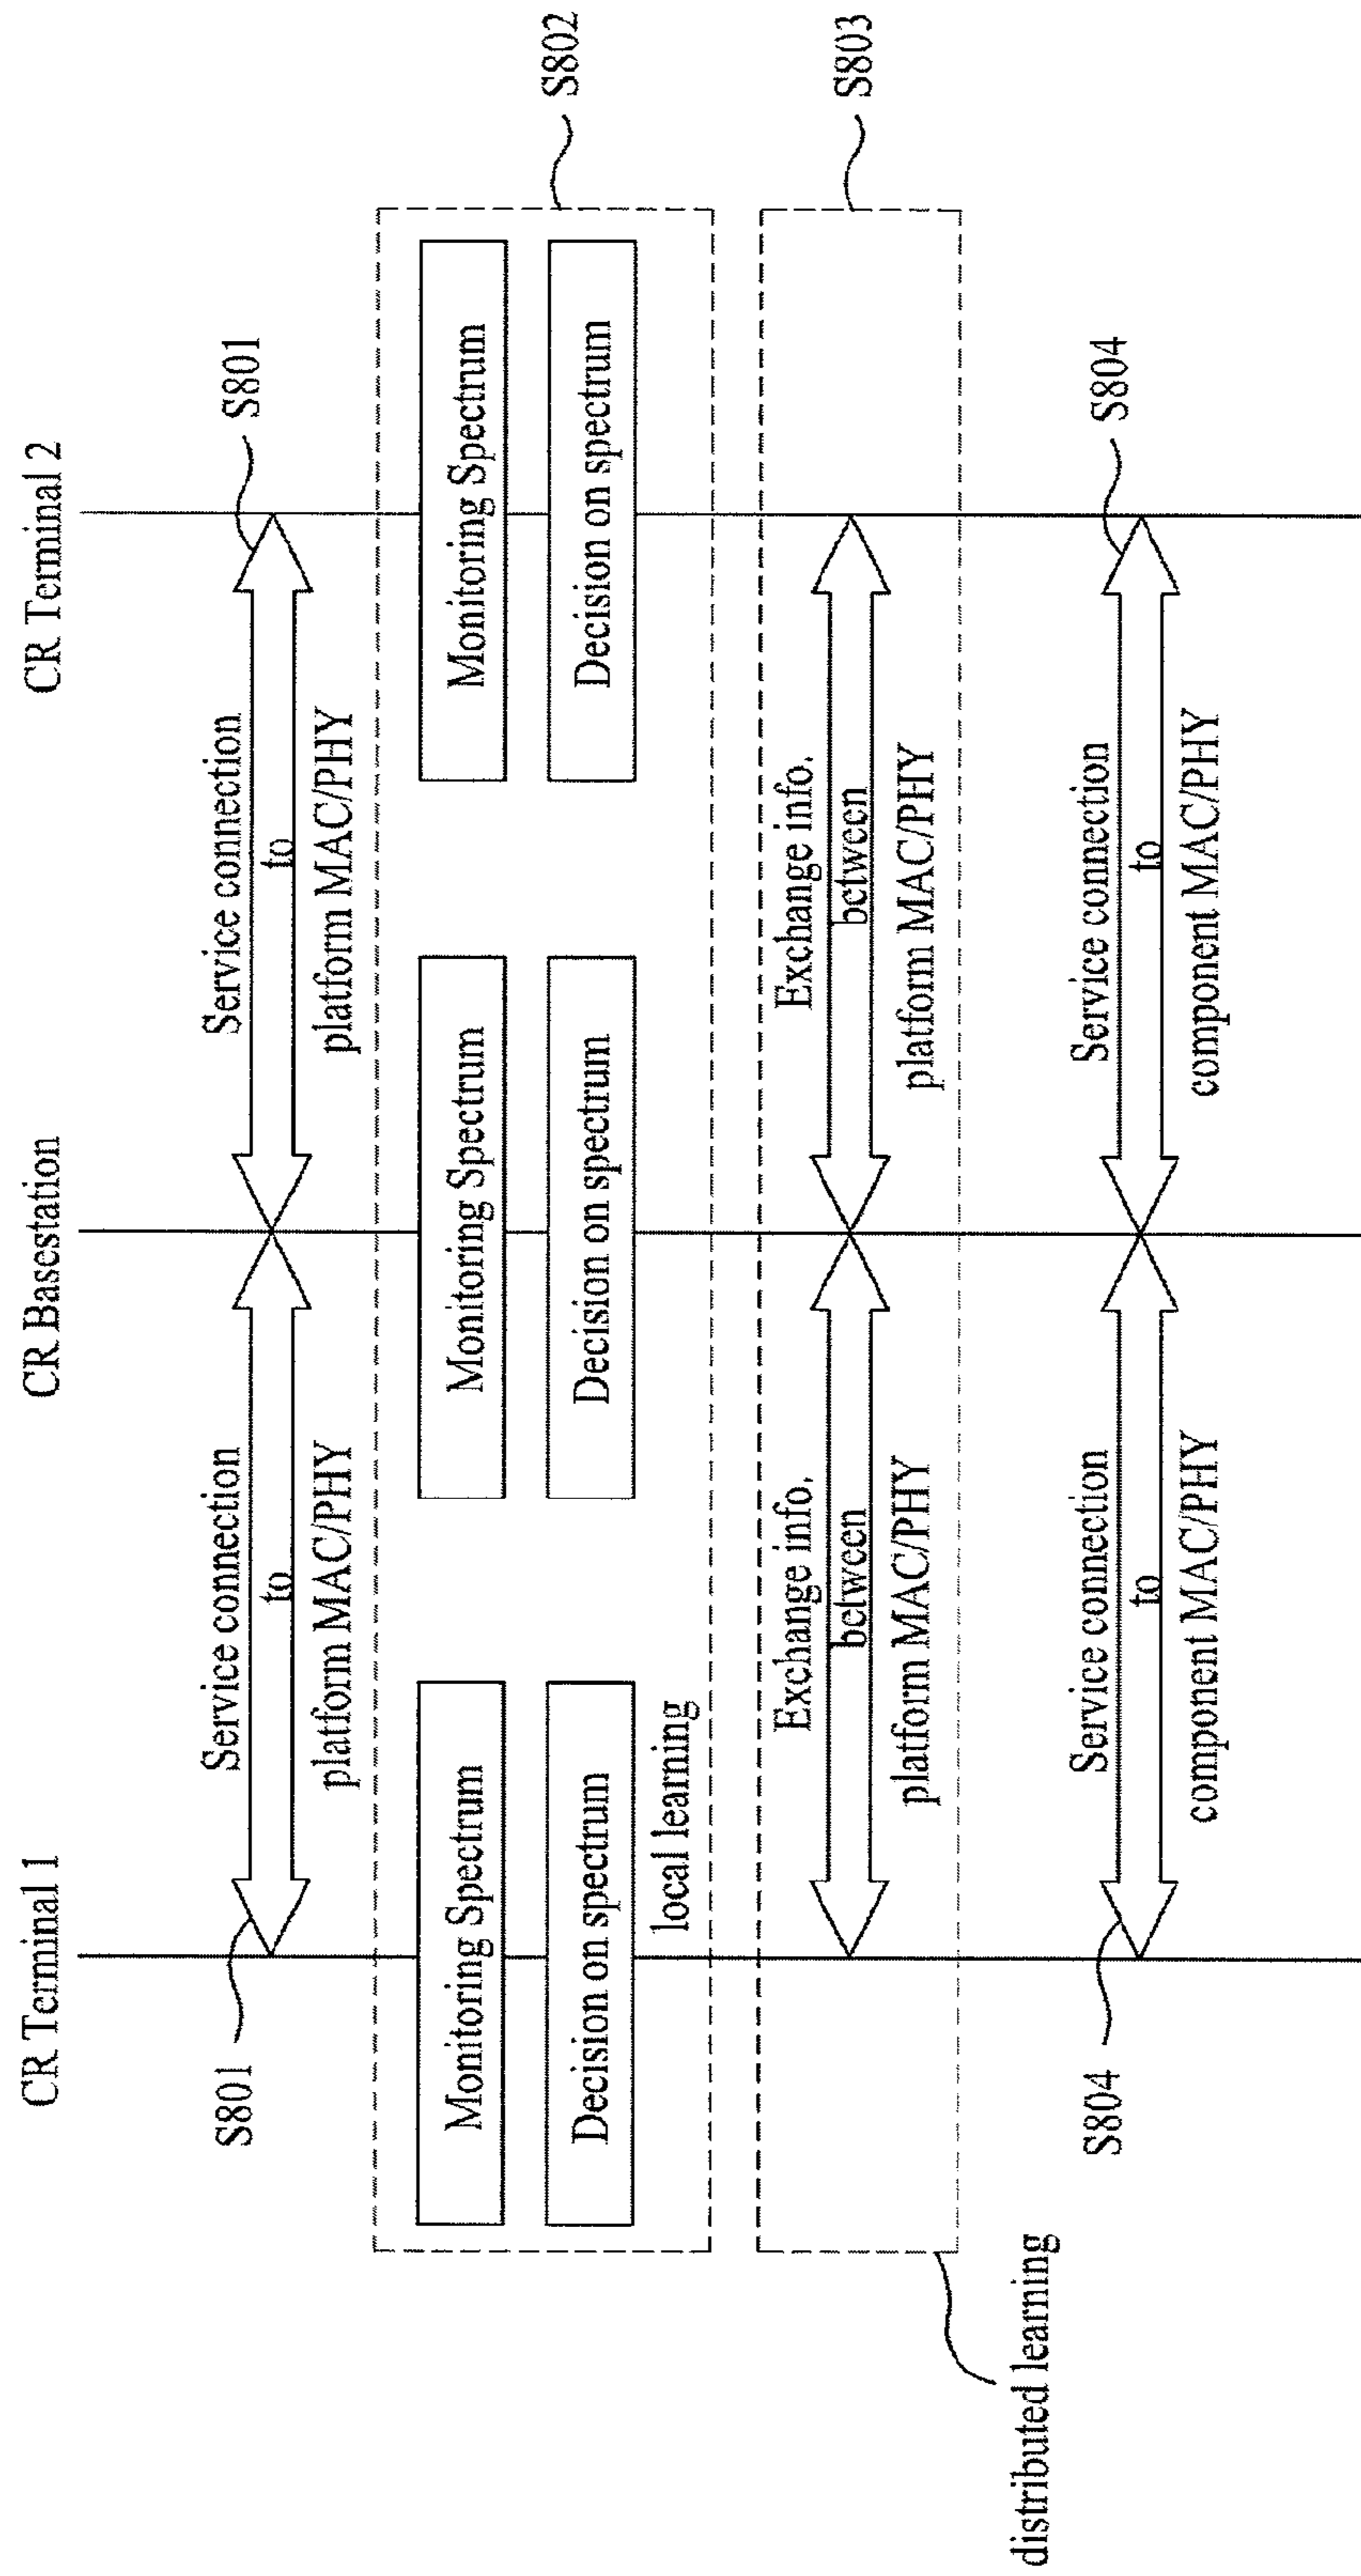 CR Terminal 1
CR Basestation
CR Terminal 2
S801
Service connection
to
platform MAC/PHY
Service connection
to
platform MAC/PHY
S801
Monitoring Spectrum
Monitoring Spectrum
Monitoring Spectrum
Decision on spectrum
Decision on spectrum
Decision on spectrum
local learning
S802
Exchange info.
between
platform MAC/PHY
Exchange info.
between
platform MAC/PHY
S803
distributed learning
S804
Service connection
to
component MAC/PHY
Service connection
to
component MAC/PHY
S804